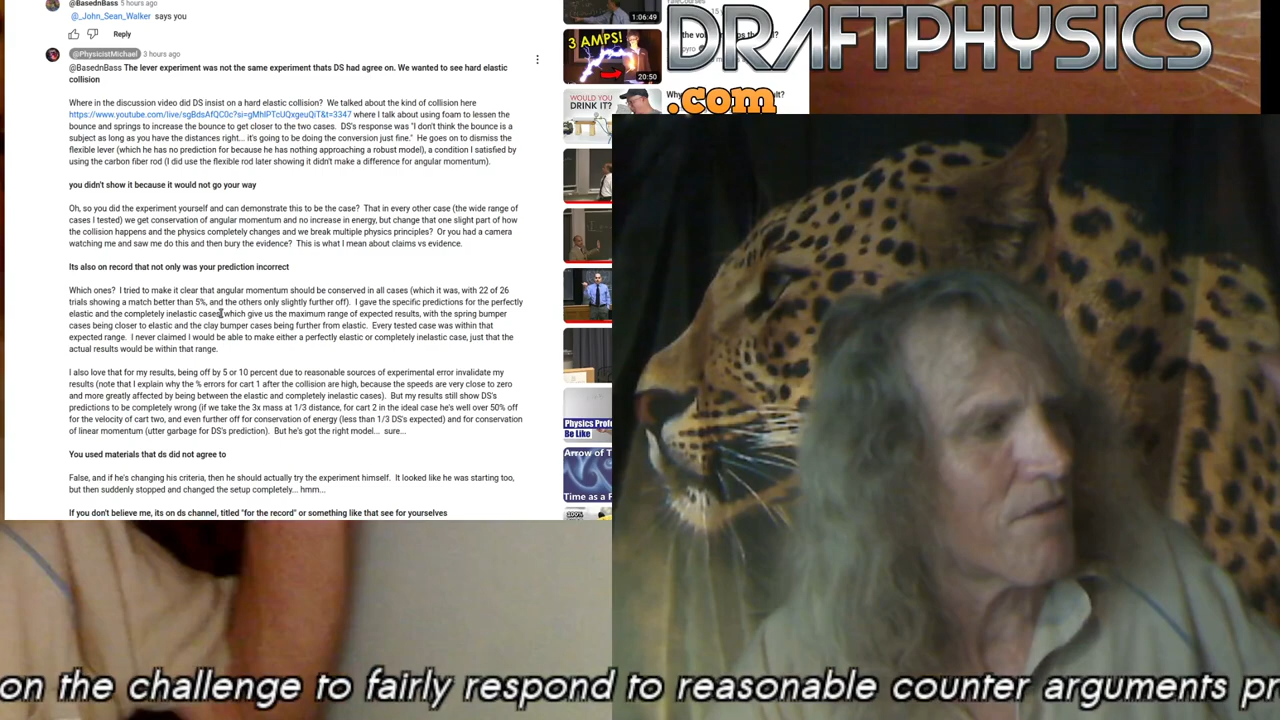 @BasednBass 5 hours ago
@_John_Sean_Walker says you
Reply
@PhysicistMichael 3 hours ago
@BasednBass The lever experiment was not the same experiment thats DS had agree on. We wanted to see hard elastic
collision
Where in the discussion video did DS insist on a hard elastic collision? We talked about the kind of collision here
https://www.youtube.com/live/sgBdsAfQC0c?si=gMhIPTcUQxgeuQiT&t=3347 where I talk about using foam to lessen the
bounce and springs to increase the bounce to get closer to the two cases. DS's response was "I don't think the bounce is a
subject as long as you have the distances right... it's going to be doing the conversion just fine." He goes on to dismiss the
flexible lever (which he has no prediction for because he has nothing approaching a robust model), a condition I satisfied by
using the carbon fiber rod (I did use the flexible rod later showing it didn't make a difference for angular momentum).
you didn't show it because it would not go your way
Oh, so you did the experiment yourself and can demonstrate this to be the case? That in every other case (the wide range of
cases I tested) we get conservation of angular momentum and no increase in energy, but change that one slight part of how
the collision happens and the physics completely changes and we break multiple physics principles? Or you had a camera
watching me and saw me do this and then bury the evidence? This is what I mean about claims vs evidence.
Its also on record that not only was your prediction incorrect
Which ones? I tried to make it clear that angular momentum should be conserved in all cases (which it was, with 22 of 26
trials showing a match better than 5%, and the others only slightly further off). I gave the specific predictions for the perfectly
elastic and the completely inelastic cases which give us the maximum range of expected results, with the spring bumper
cases being closer to elastic and the clay bumper cases being further from elastic. Every tested case was within that
expected range. I never claimed I would be able to make either a perfectly elastic or completely inelastic case, just that the
actual results would be within that range.
I also love that for my results, being off by 5 or 10 percent due to reasonable sources of experimental error invalidate my
results (note that I explain why the % errors for cart 1 after the collision are high, because the speeds are very close to zero
and more greatly affected by being between the elastic and completely inelastic cases). But my results still show DS's
predictions to be completely wrong (if we take the 3x mass at 1/3 distance, for cart 2 in the ideal case he's well over 50% off
for the velocity of cart two, and even further off for conservation of energy (less than 1/3 DS's expected) and for conservation
of linear momentum (utter garbage for DS's prediction). But he's got the right model... sure...
You used materials that ds did not agree to
False, and if he's changing his criteria, then he should actually try the experiment himself. It looked like he was starting too,
but then suddenly stopped and changed the setup completely... hmm...
If you don't believe me, its on ds channel, titled "for the record" or something like that see for yourselves
1:06:49
3 AMPS!
20:50
WOULD YOU
DRINK IT?
Physics Prof
Be Like
Arrow of T
Time as a F
DRAFTPHYSICS
.com
on the challenge to fairly respond to reasonable counter arguments pr